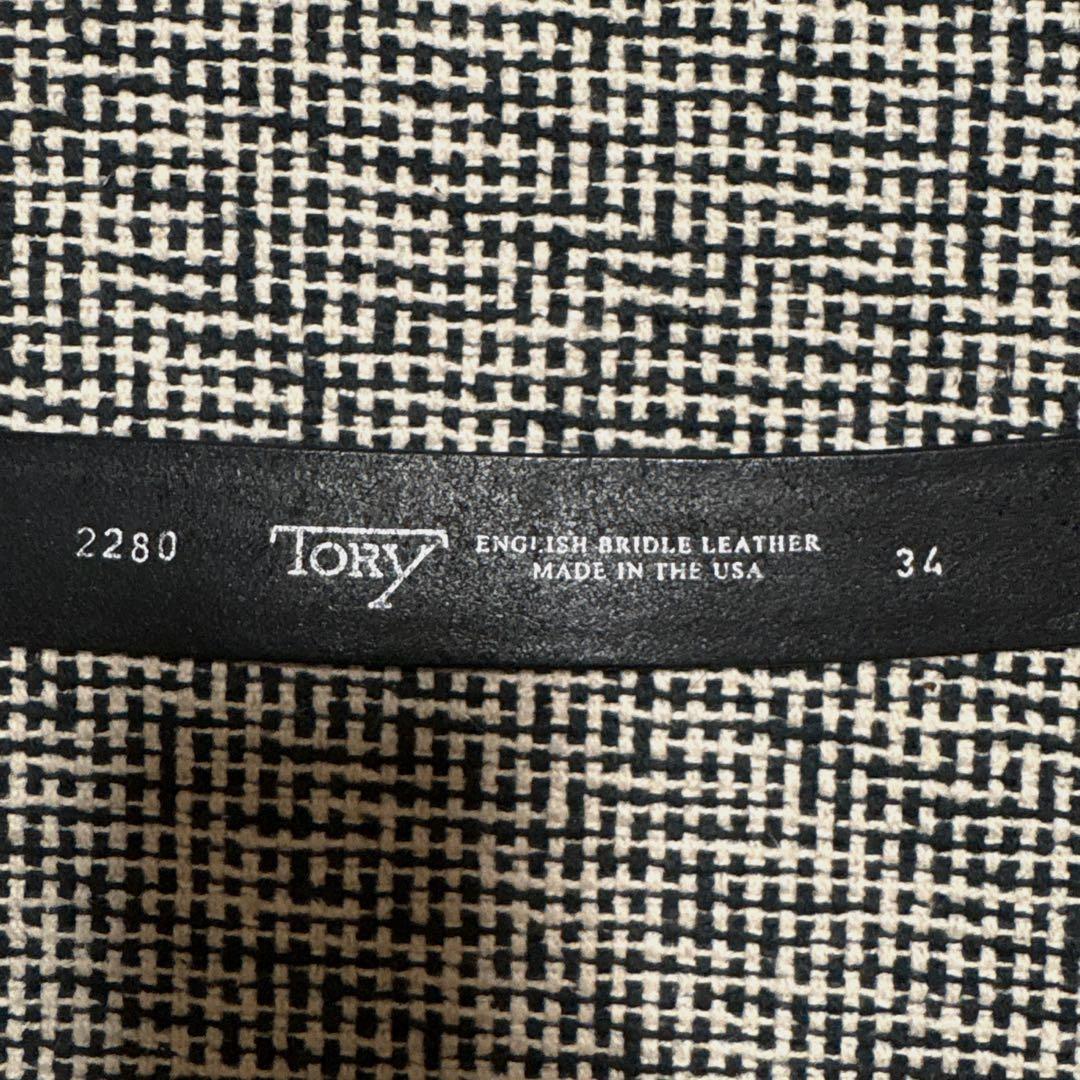 2280
TORY
ENGLISH BRIDLE LEATHER
MADE IN THE USA
34